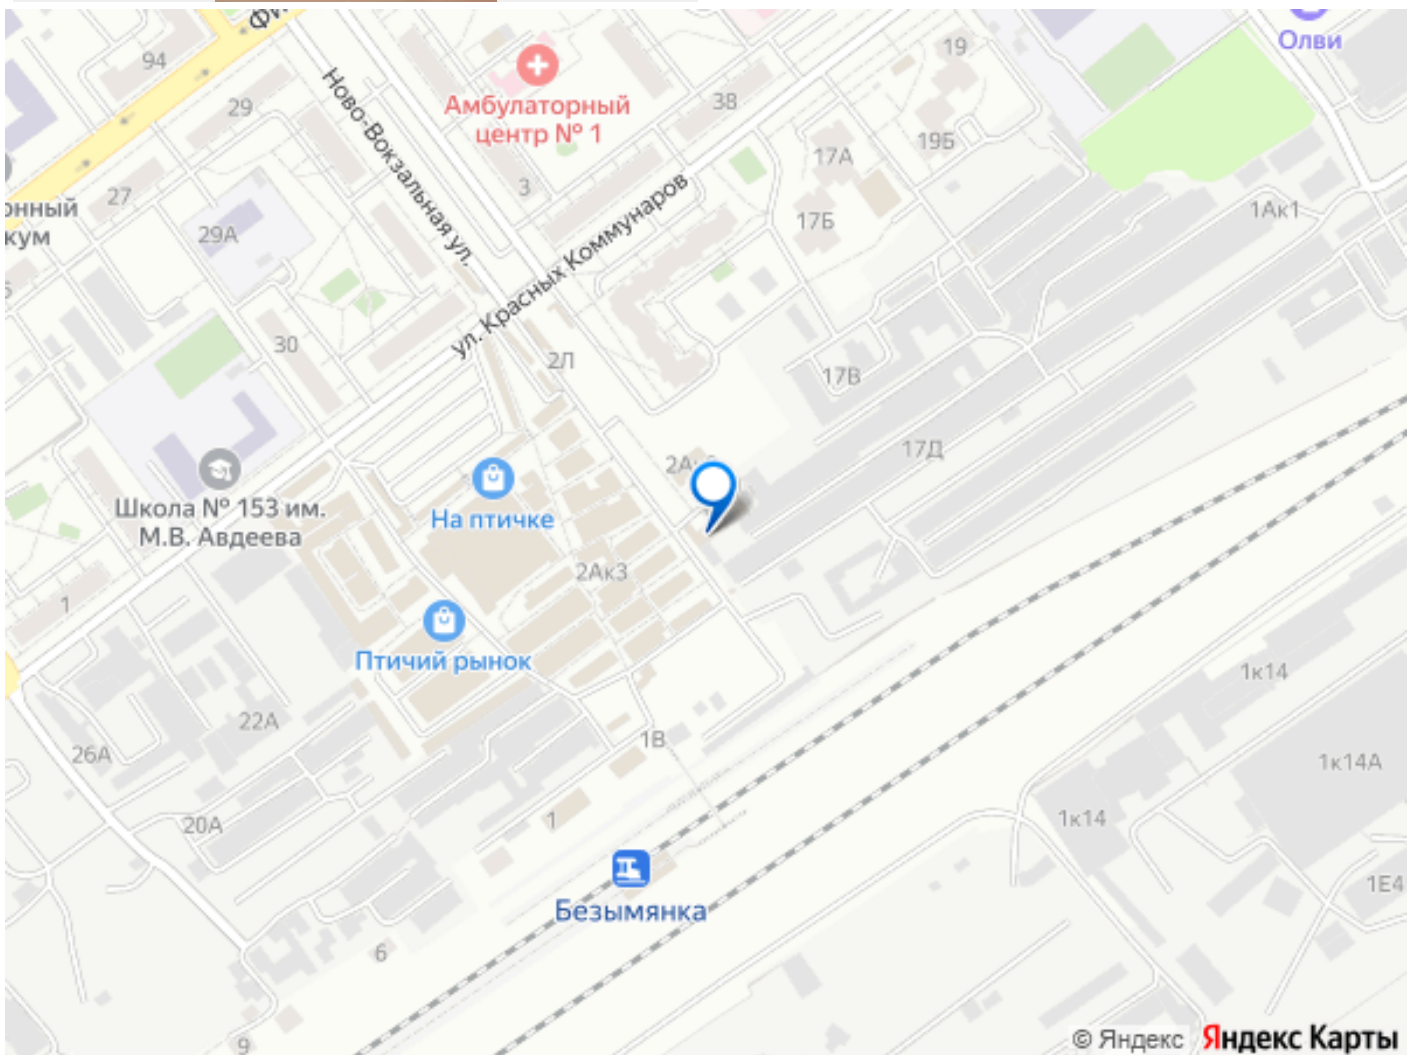 94
29
27
29А
30
Ново-Вокзальная ул.
Амбулаторный
центр № 1
3
38
19
19Б
17А
17Б
Олви
1Ак1
ул. Красных Коммунаров
2Л
17В
17Д
Школа № 153 им.
М.В. Авдеева
На птичке
2Ак3
Птичий рынок
1
22А
26А
20А
1В
1
6
9
Безымянка
1к14
1к14А
1к14
1Е4
© Яндекс Яндекс Карты